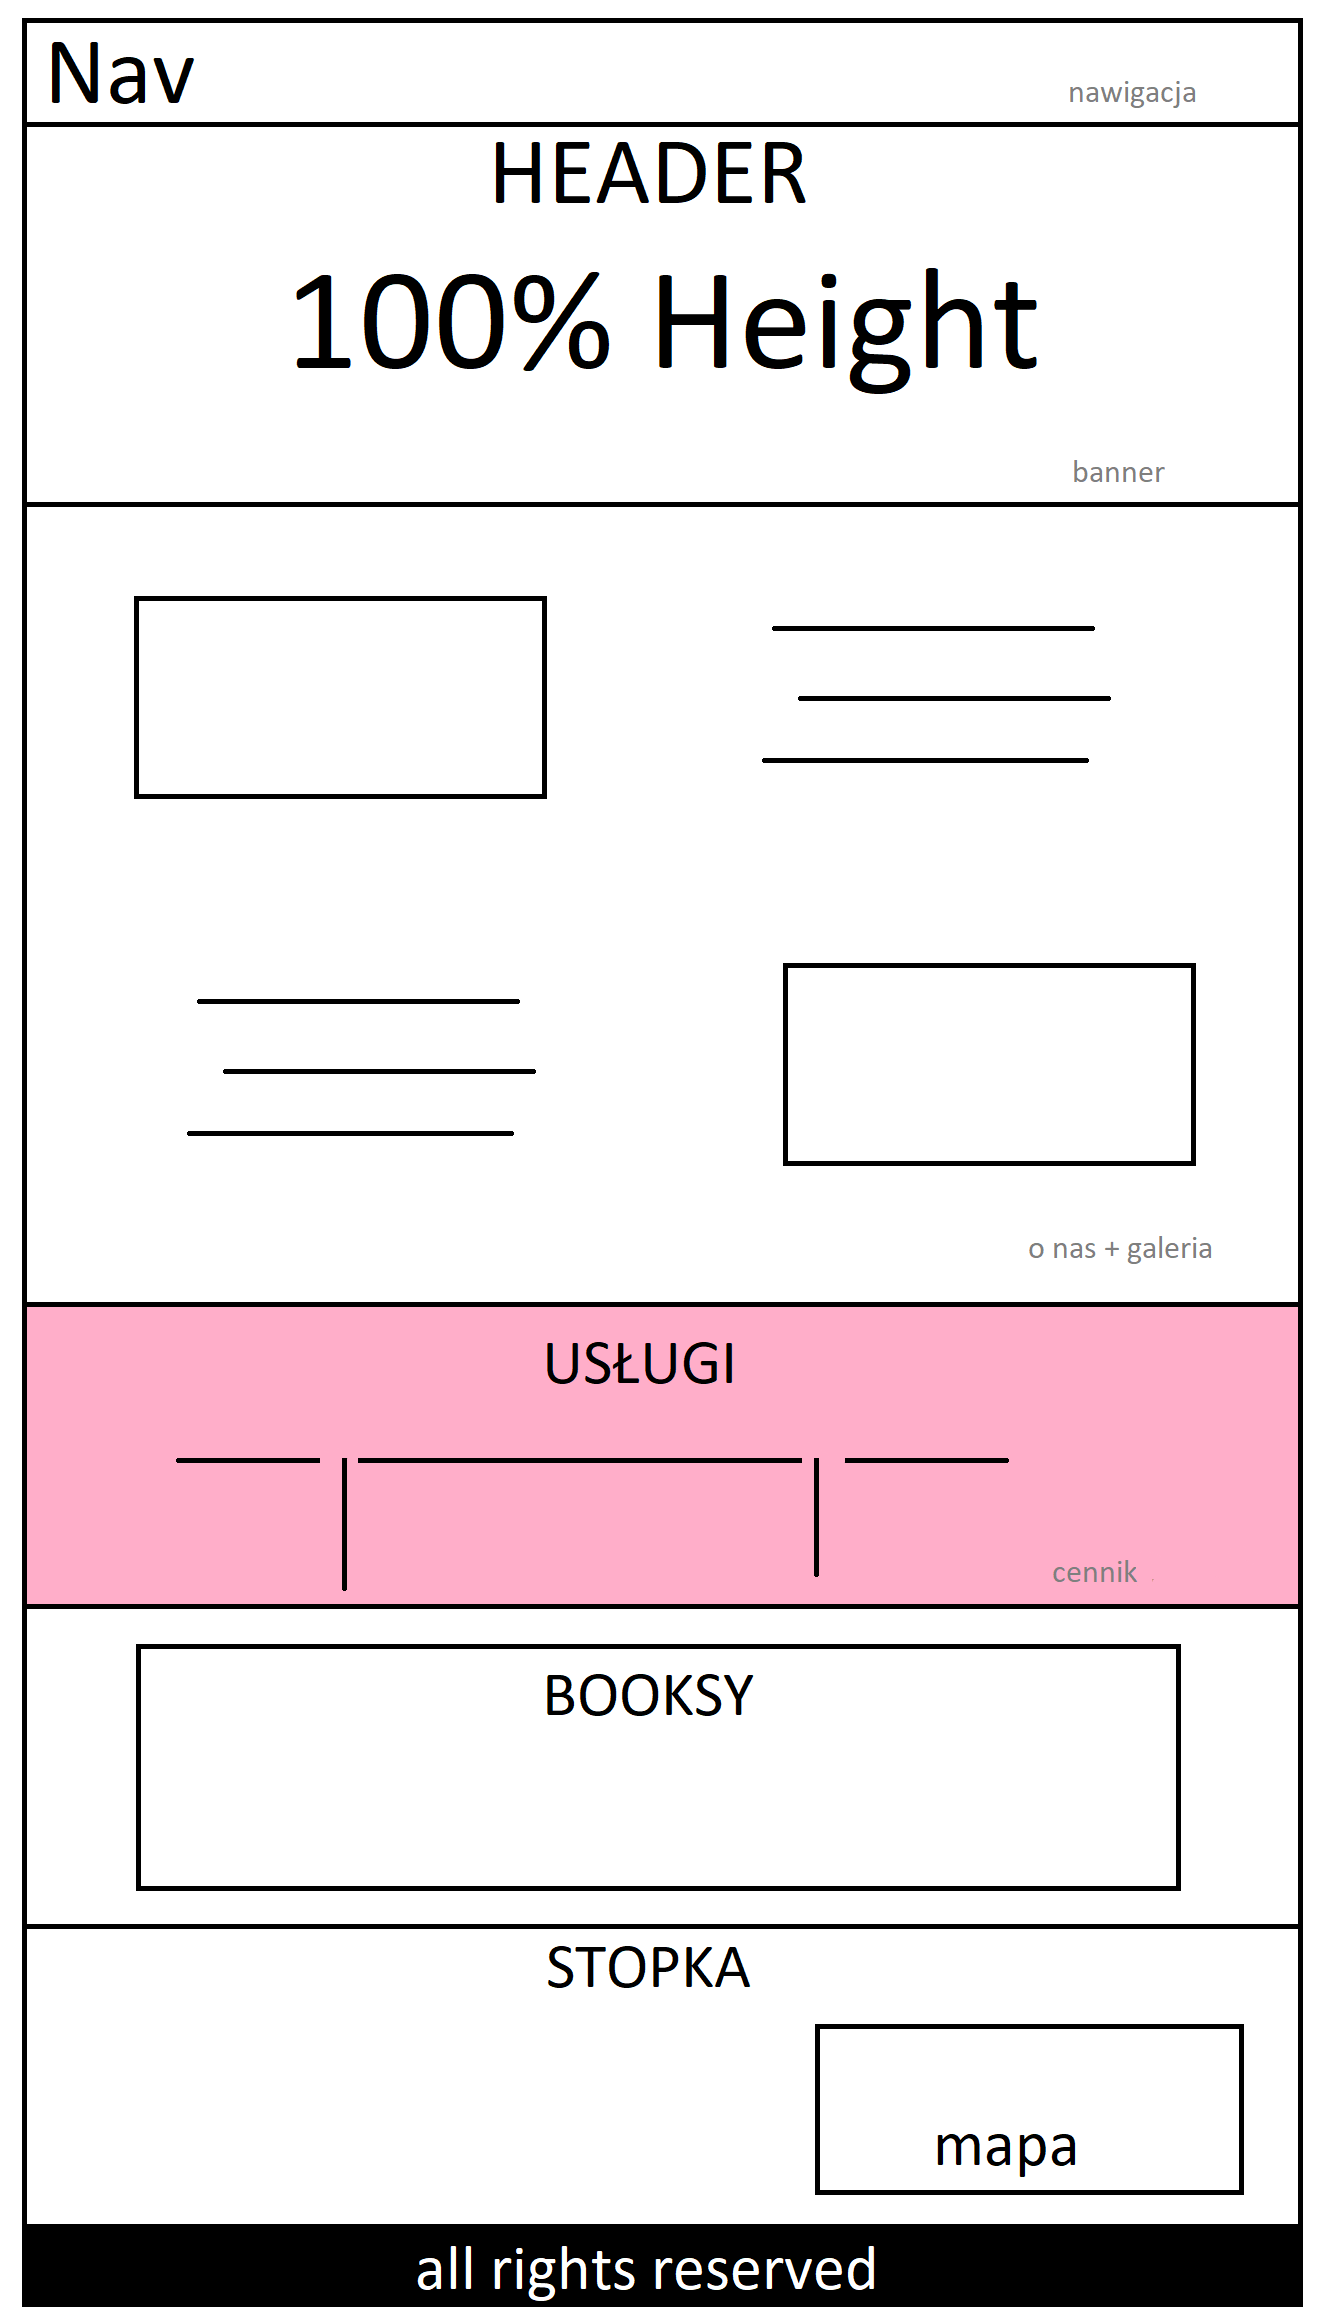 Nav
nawigacja
HEADER
100% Height
banner
o nas + galeria
USŁUGI
cennik
BOOKSY
STOPKA
mapa
all rights reserved